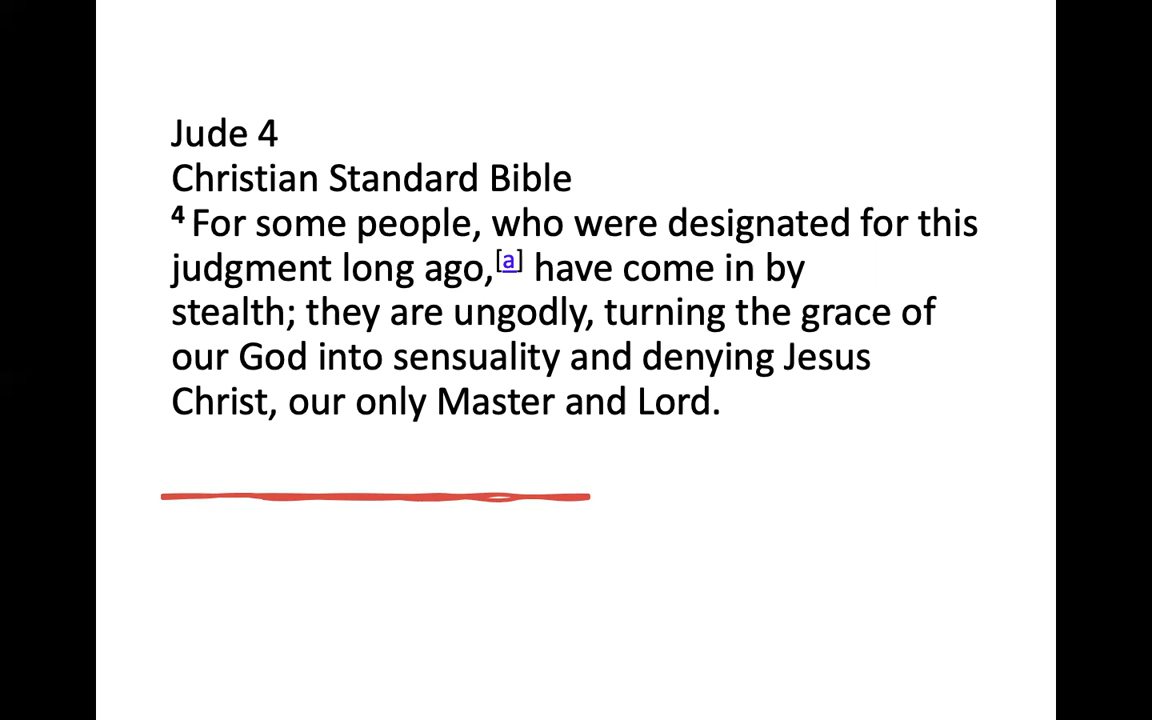 Jude 4
Christian Standard Bible
4 For some people, who were designated for this
judgment long ago,[a] have come in by
stealth; they are ungodly, turning the grace of
our God into sensuality and denying Jesus
Christ, our only Master and Lord.